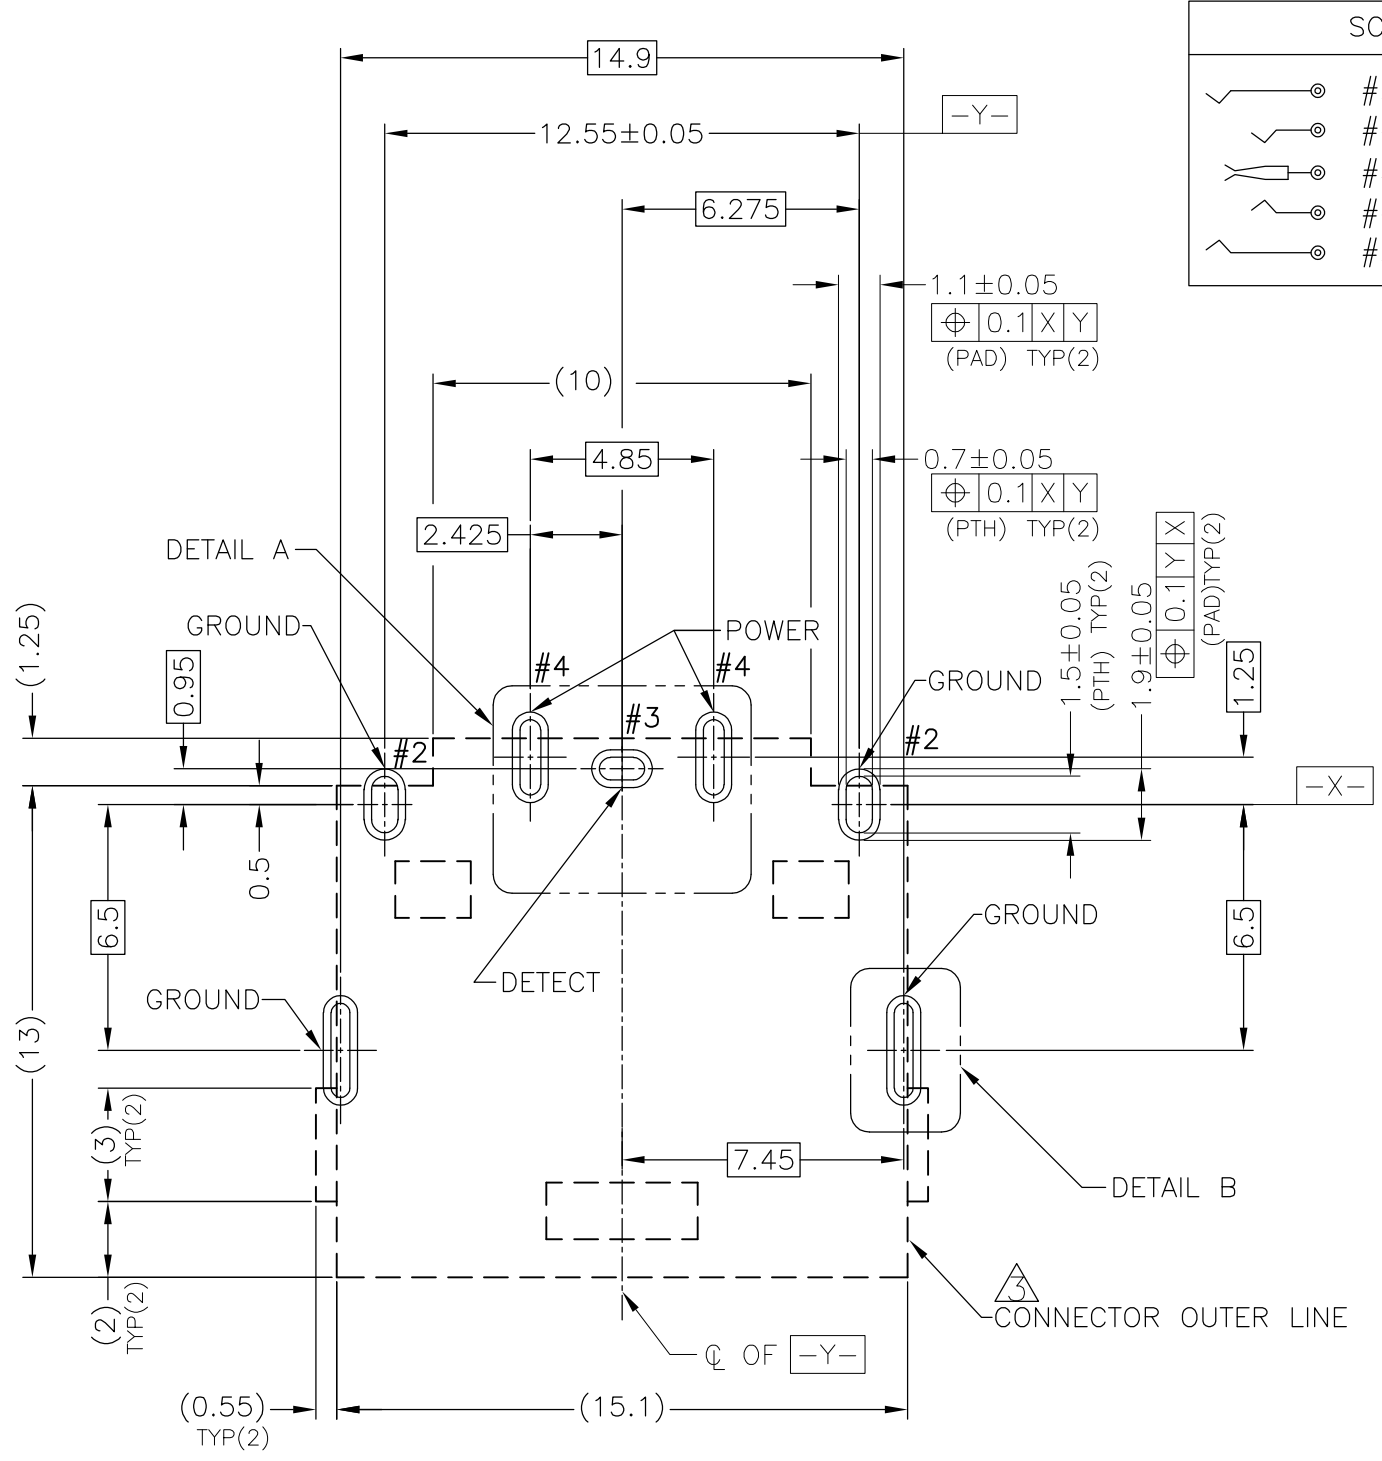 SO
#
#
#
#
#
14.9
12.55±0.05
-Y-
6.275
1.1±0.05
⌖ 0.1 X Y
(PAD) TYP(2)
(10)
4.85
0.7±0.05
⌖ 0.1 X Y
(PTH) TYP(2)
2.425
DETAIL A
GROUND
POWER
#4
#4
#3
#2
#2
GROUND
1.5±0.05
(PTH) TYP(2)
1.9±0.05
⌖ 0.1 Y X
(PAD)TYP(2)
1.25
(1.25)
0.95
-X-
0.5
6.5
6.5
GROUND
GROUND
DETECT
(13)
(3)
TYP(2)
7.45
DETAIL B
(2)
TYP(2)
3
CONNECTOR OUTER LINE
℄ OF -Y-
(0.55)
TYP(2)
(15.1)